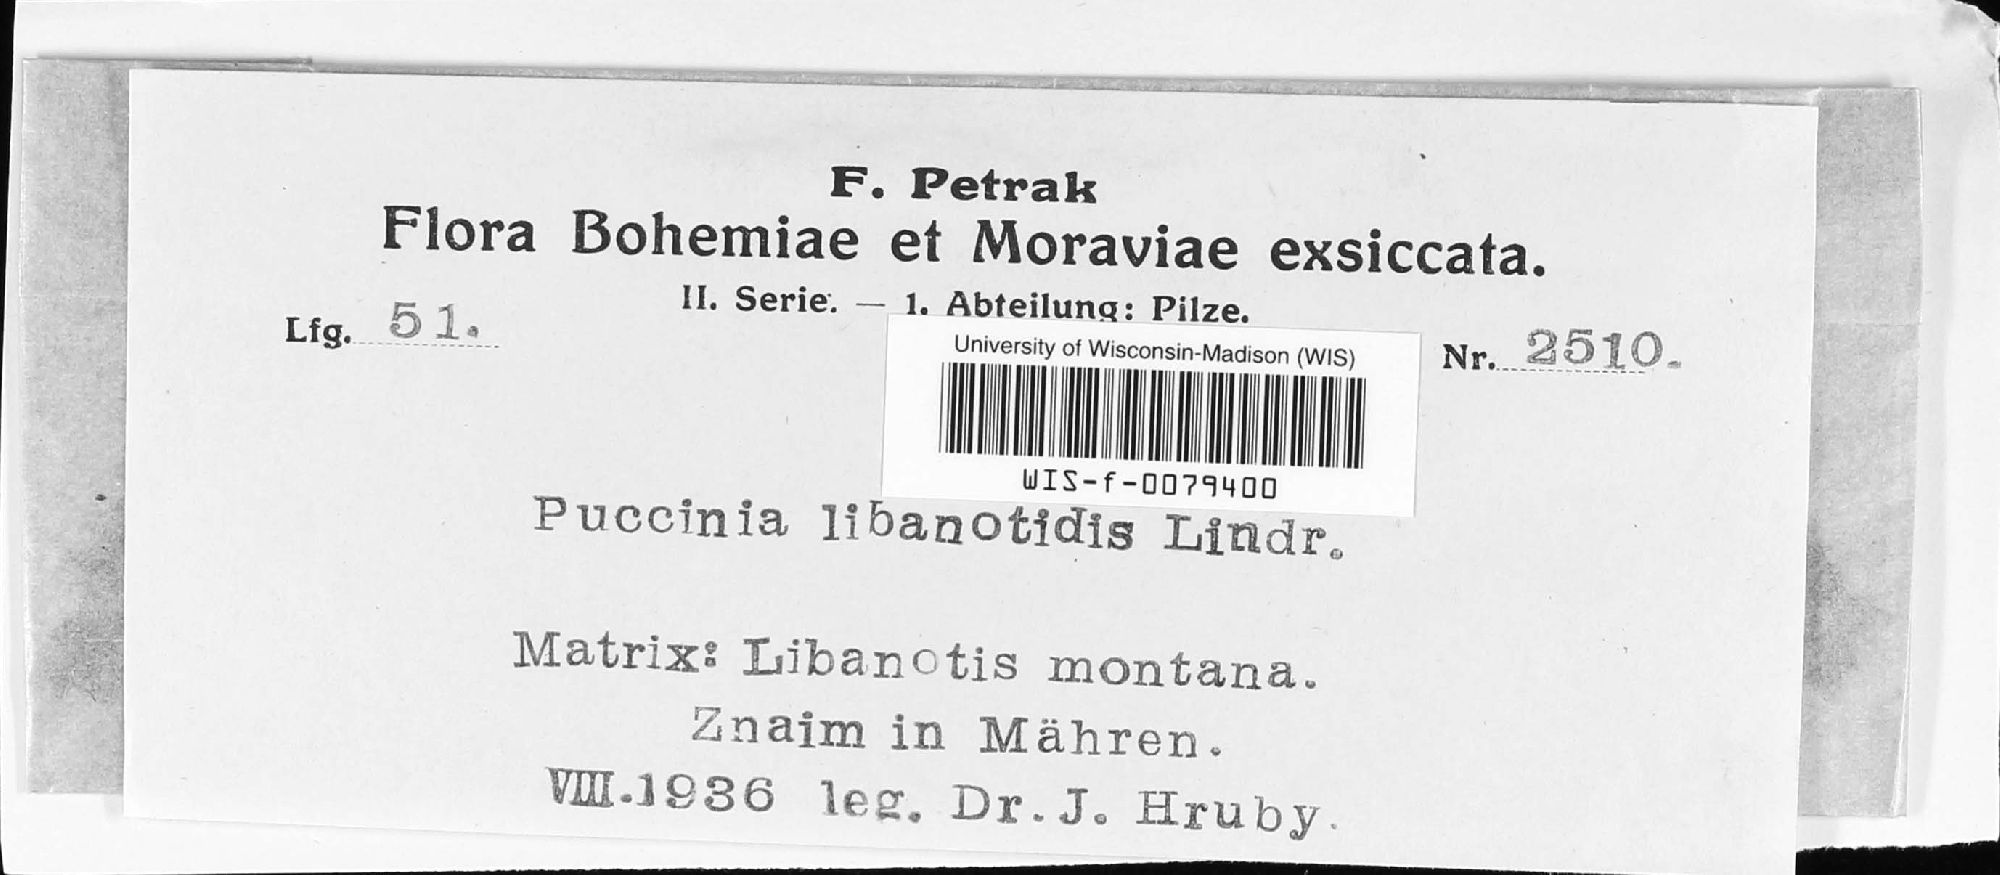 F. Petrak
Flora Bohemiae et Moraviae exsiccata.
II. Serie. — 1. Abteilung: Pilze.
Lfg. 51.
Nr. 2510.
University of Wisconsin-Madison (WIS)
WIS-f-0079400
Puccinia libanotidis Lindr.
Matrix: Libanotis montana.
Znaim in Mähren.
VIII.1936 leg. Dr. J. Hruby.